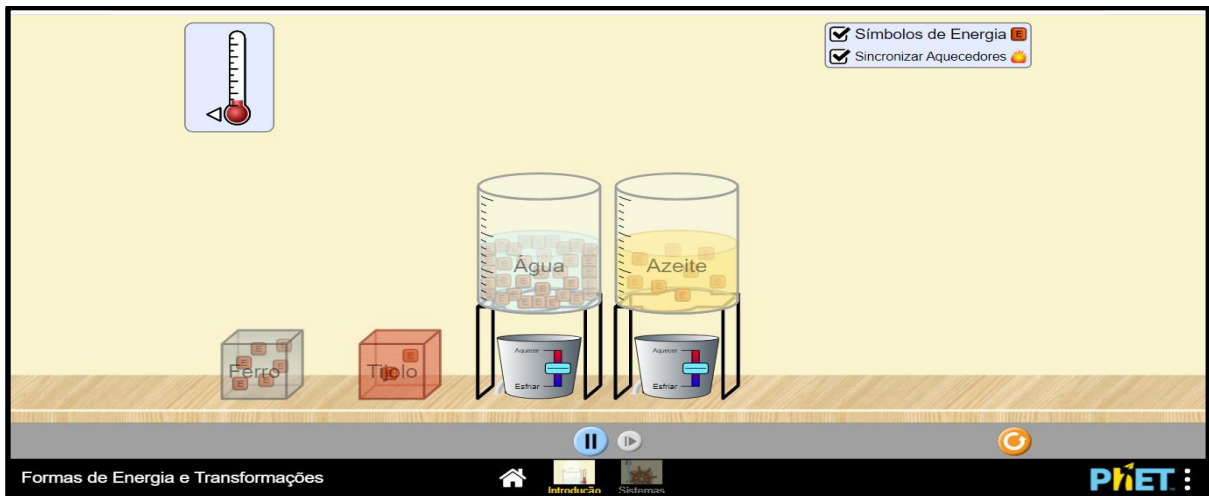 Símbolos de Energia E
Sincronizar Aquecedores
Água
Azeite
Ferro
Tijolo
Aquecer
Esfriar
Aquecer
Esfriar
Formas de Energia e Transformações
Introdução
Sistemas
PhET